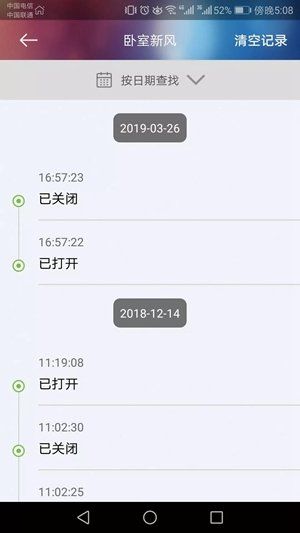 中国电信
中国联通
52% 傍晚5:08
卧室新风
清空记录
按日期查找
2019-03-26
16:57:23
已关闭
16:57:22
已打开
2018-12-14
11:19:08
已打开
11:02:30
已关闭
11:02:25